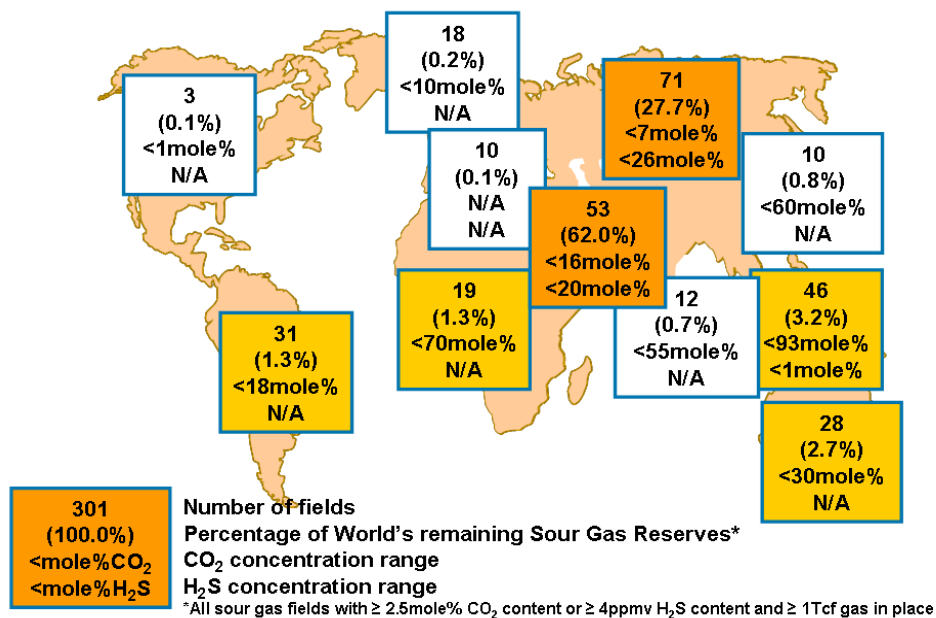 18
(0.2%)
<10mole%
N/A
3
(0.1%)
<1mole%
N/A
71
(27.7%)
<7mole%
<26mole%
10
(0.1%)
N/A
N/A
10
(0.8%)
<60mole%
N/A
53
(62.0%)
<16mole%
<20mole%
19
(1.3%)
<70mole%
N/A
12
(0.7%)
<55mole%
N/A
46
(3.2%)
<93mole%
<1mole%
31
(1.3%)
<18mole%
N/A
28
(2.7%)
<30mole%
N/A
301
(100.0%)
<mole%CO₂
<mole%H₂S
Number of fields
Percentage of World's remaining Sour Gas Reserves*
CO₂ concentration range
H₂S concentration range
*All sour gas fields with ≥ 2.5mole% CO₂ content or ≥ 4ppmv H₂S content and ≥ 1Tcf gas in place